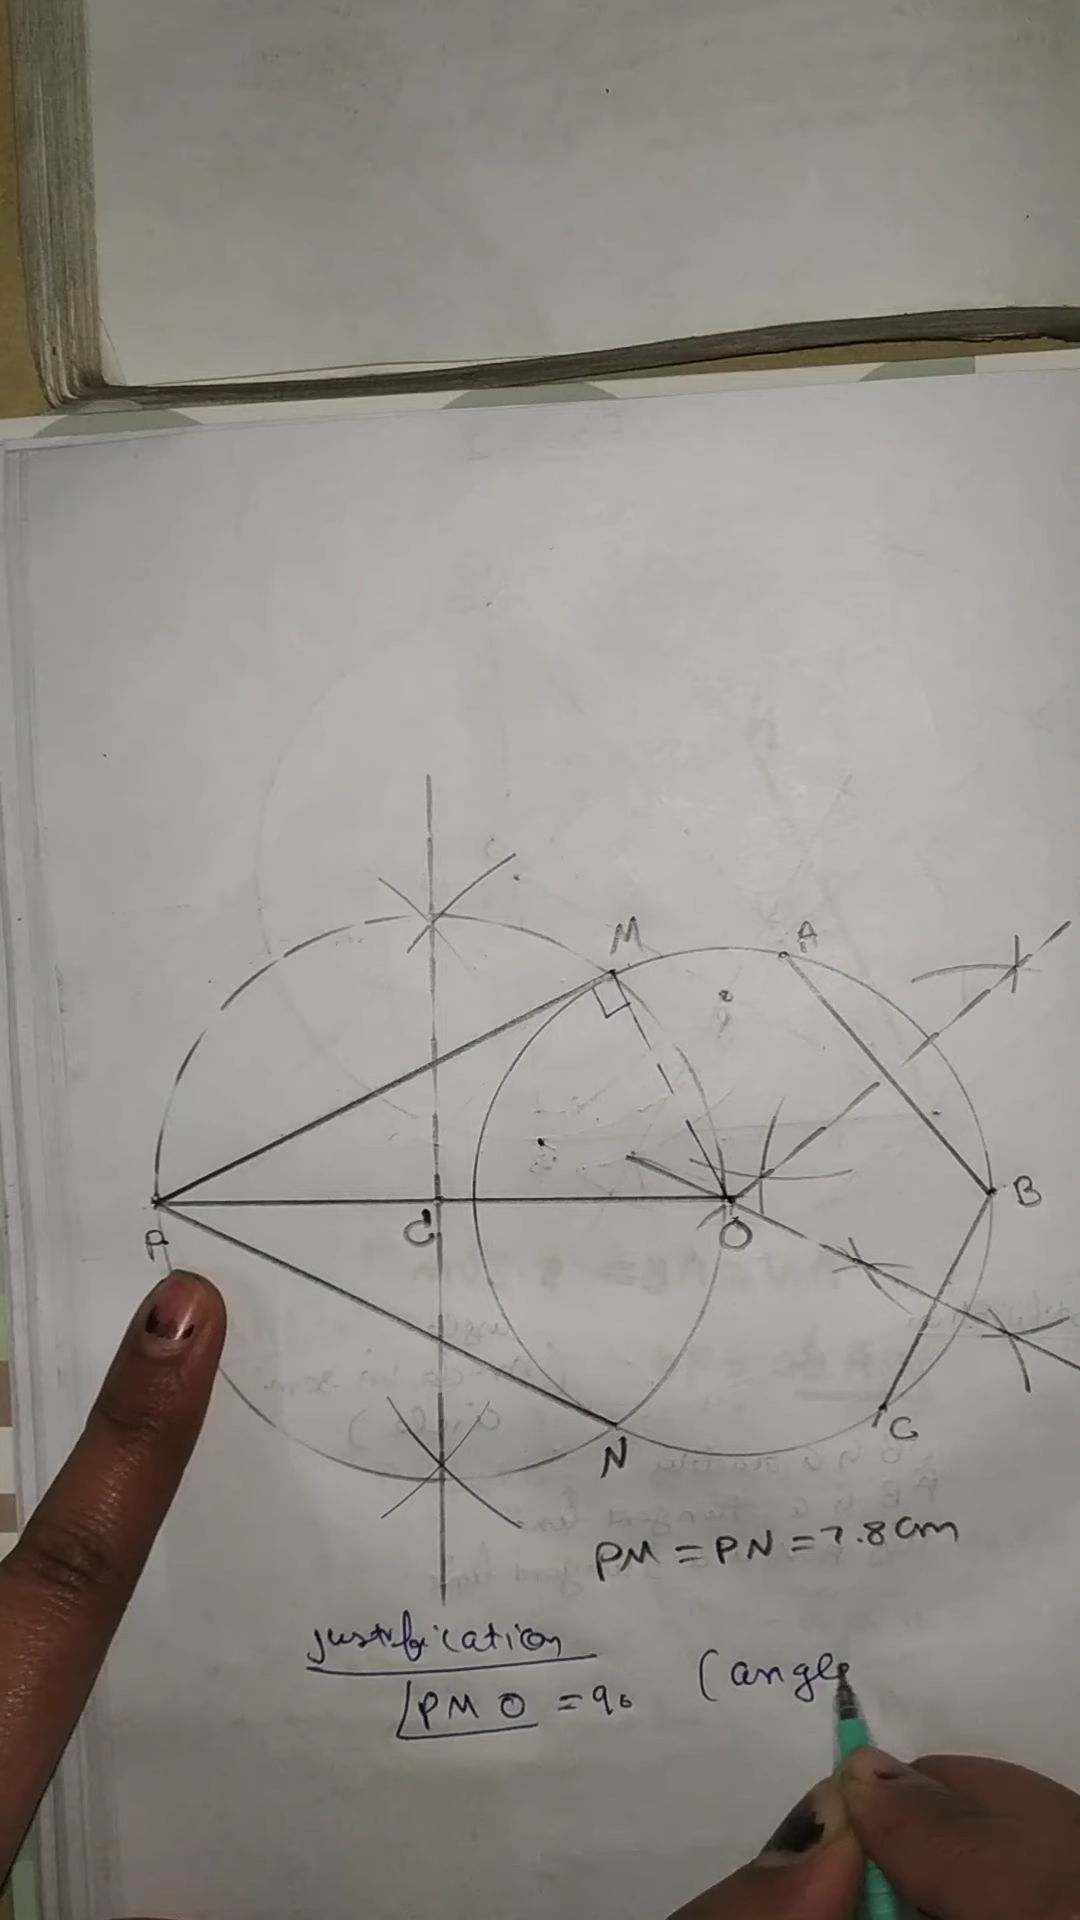 M
A
P
C
O
B
C
N
PM = PN = 7.8 cm
justification
∠PMO = 90 (angle